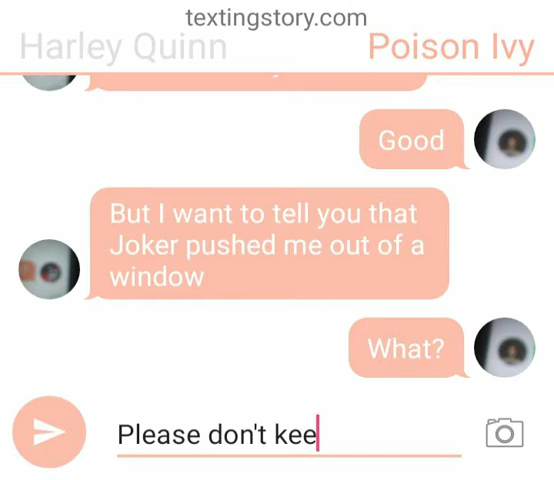 textingstory.com
Harley Quinn
Poison Ivy
Good
But I want to tell you that
Joker pushed me out of a
window
What?
Please don't kee